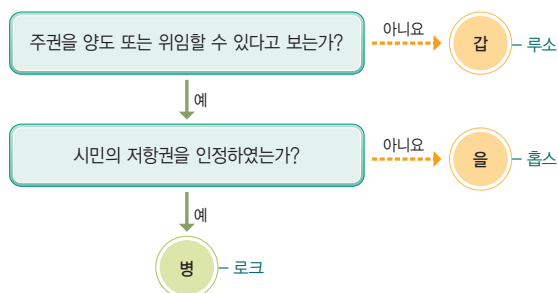 주권을 양도 또는 위임할 수 있다고 보는가?
아니요
갑
루소
예
시민의 저항권을 인정하였는가?
아니요
을
홉스
예
병
로크